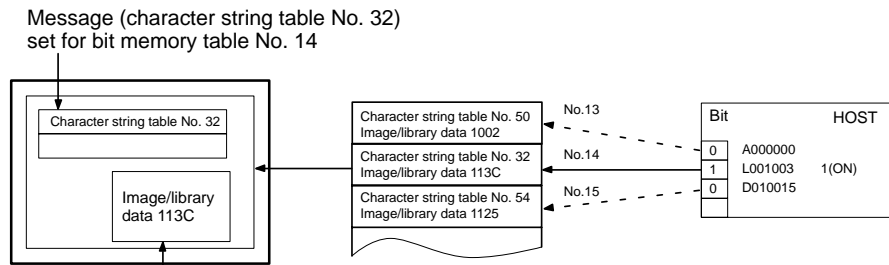 Message (character string table No. 32)
set for bit memory table No. 14
Character string table No. 32
Image/library
data 113C
Character string table No. 50
Image/library data 1002
Character string table No. 32
Image/library data 113C
Character string table No. 54
Image/library data 1125
No.13
No.14
No.15
Bit HOST
0 A000000
1 L001003 1(ON)
0 D010015